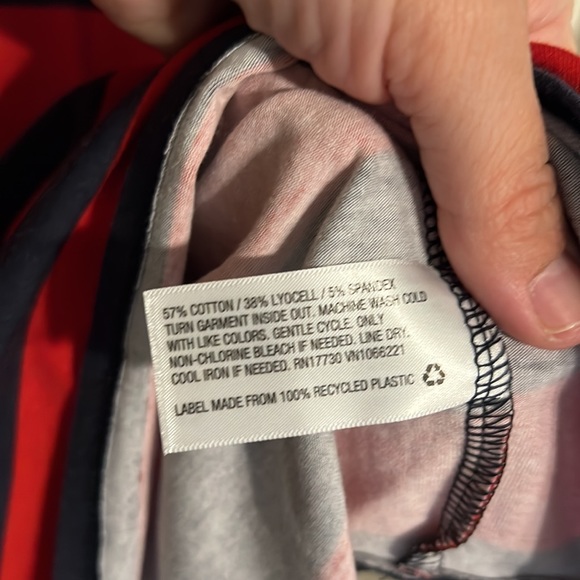 57% COTTON / 38% LYOCELL / 5% SPANDEX
TURN GARMENT INSIDE OUT. MACHINE WASH COLD
WITH LIKE COLORS. GENTLE CYCLE. ONLY
NON-CHLORINE BLEACH IF NEEDED. LINE DRY.
COOL IRON IF NEEDED. RN17730 VN1066221
LABEL MADE FROM 100% RECYCLED PLASTIC